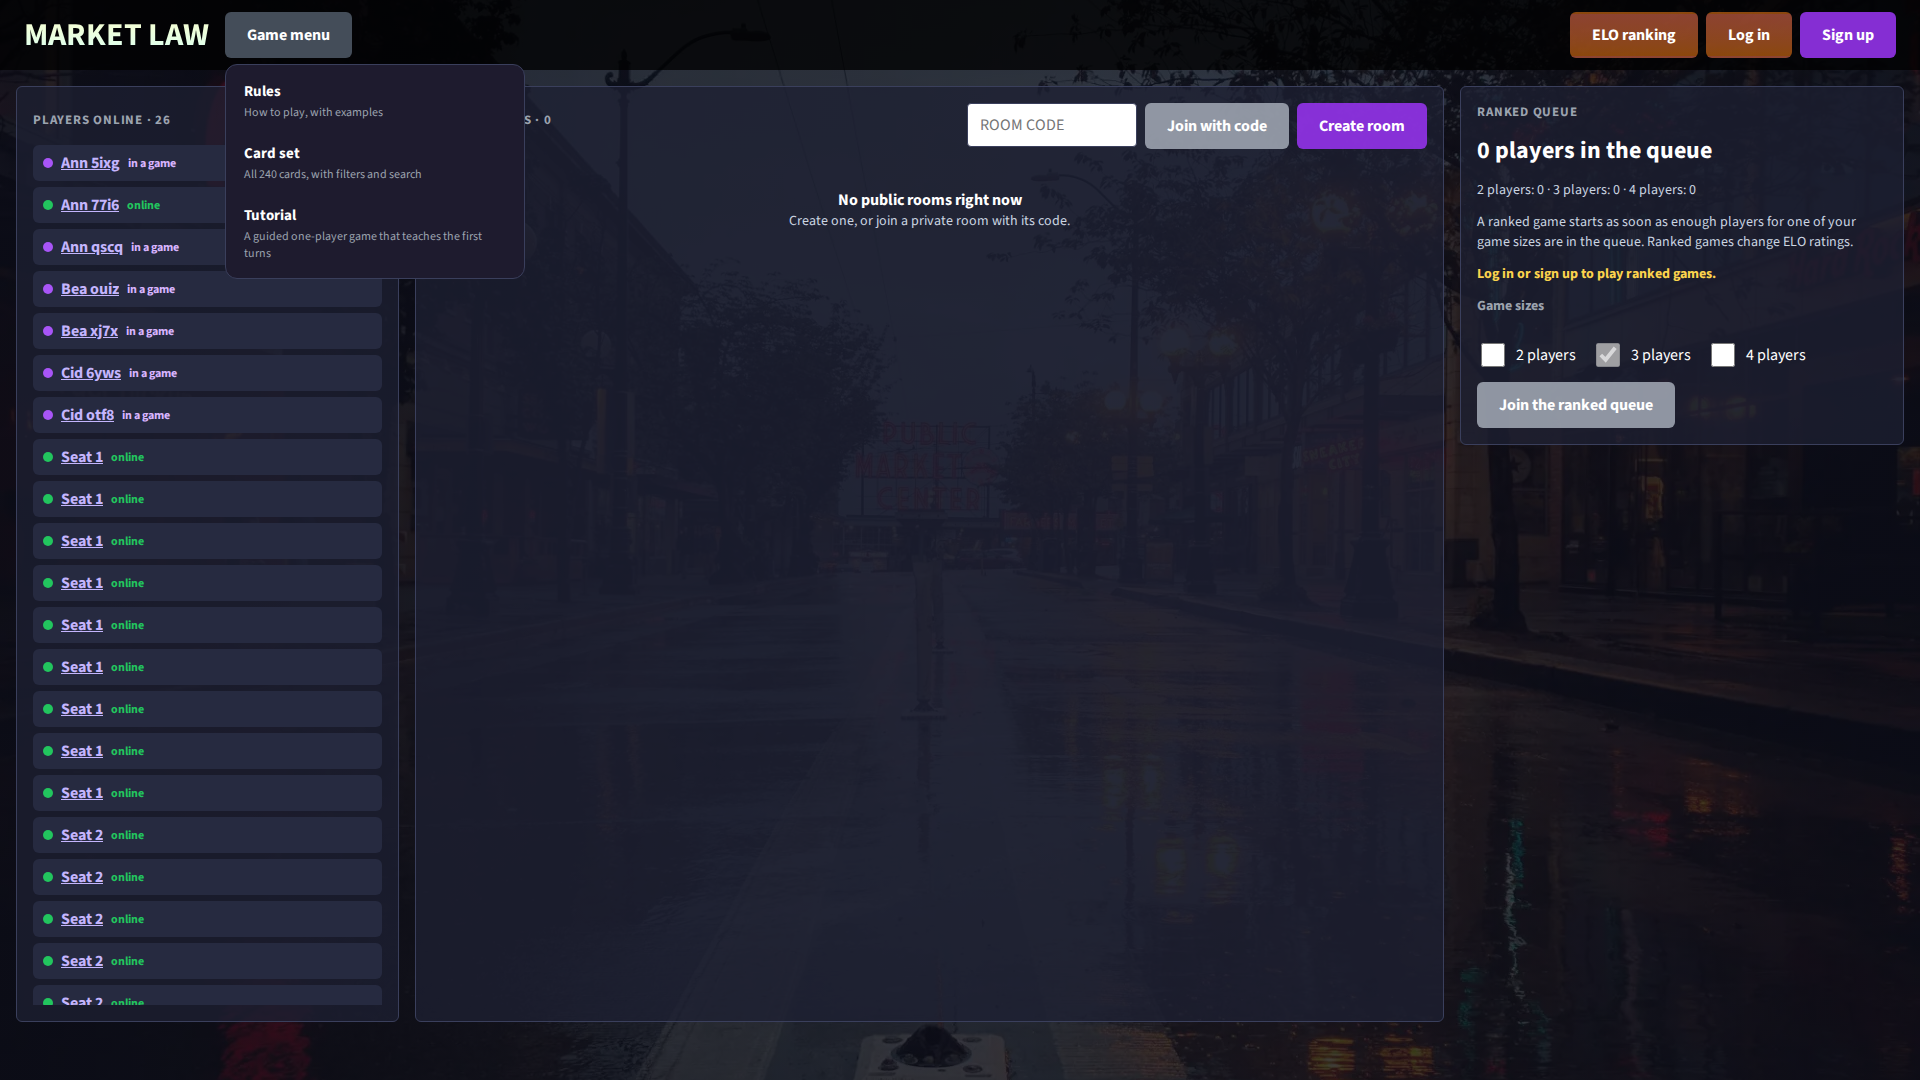 MARKET LAW
Game menu
ELO ranking
Log in
Sign up
Rules
How to play, with examples
Card set
All 240 cards, with filters and search
Tutorial
A guided one-player game that teaches the first
turns
PLAYERS ONLINE · 26
Ann 5ixg in a game
Ann 77i6 online
Ann qscq in a game
Bea ouiz in a game
Bea xj7x in a game
Cid 6yws in a game
Cid otf8 in a game
Seat 1 online
Seat 1 online
Seat 1 online
Seat 1 online
Seat 1 online
Seat 1 online
Seat 1 online
Seat 1 online
Seat 1 online
Seat 2 online
Seat 2 online
Seat 2 online
Seat 2 online
Seat 2 online
S · 0
ROOM CODE
Join with code
Create room
No public rooms right now
Create one, or join a private room with its code.
RANKED QUEUE
0 players in the queue
2 players: 0 · 3 players: 0 · 4 players: 0
A ranked game starts as soon as enough players for one of your
game sizes are in the queue. Ranked games change ELO ratings.
Log in or sign up to play ranked games.
Game sizes
2 players
3 players
4 players
Join the ranked queue
PUBLIC
MARKET
CENTER